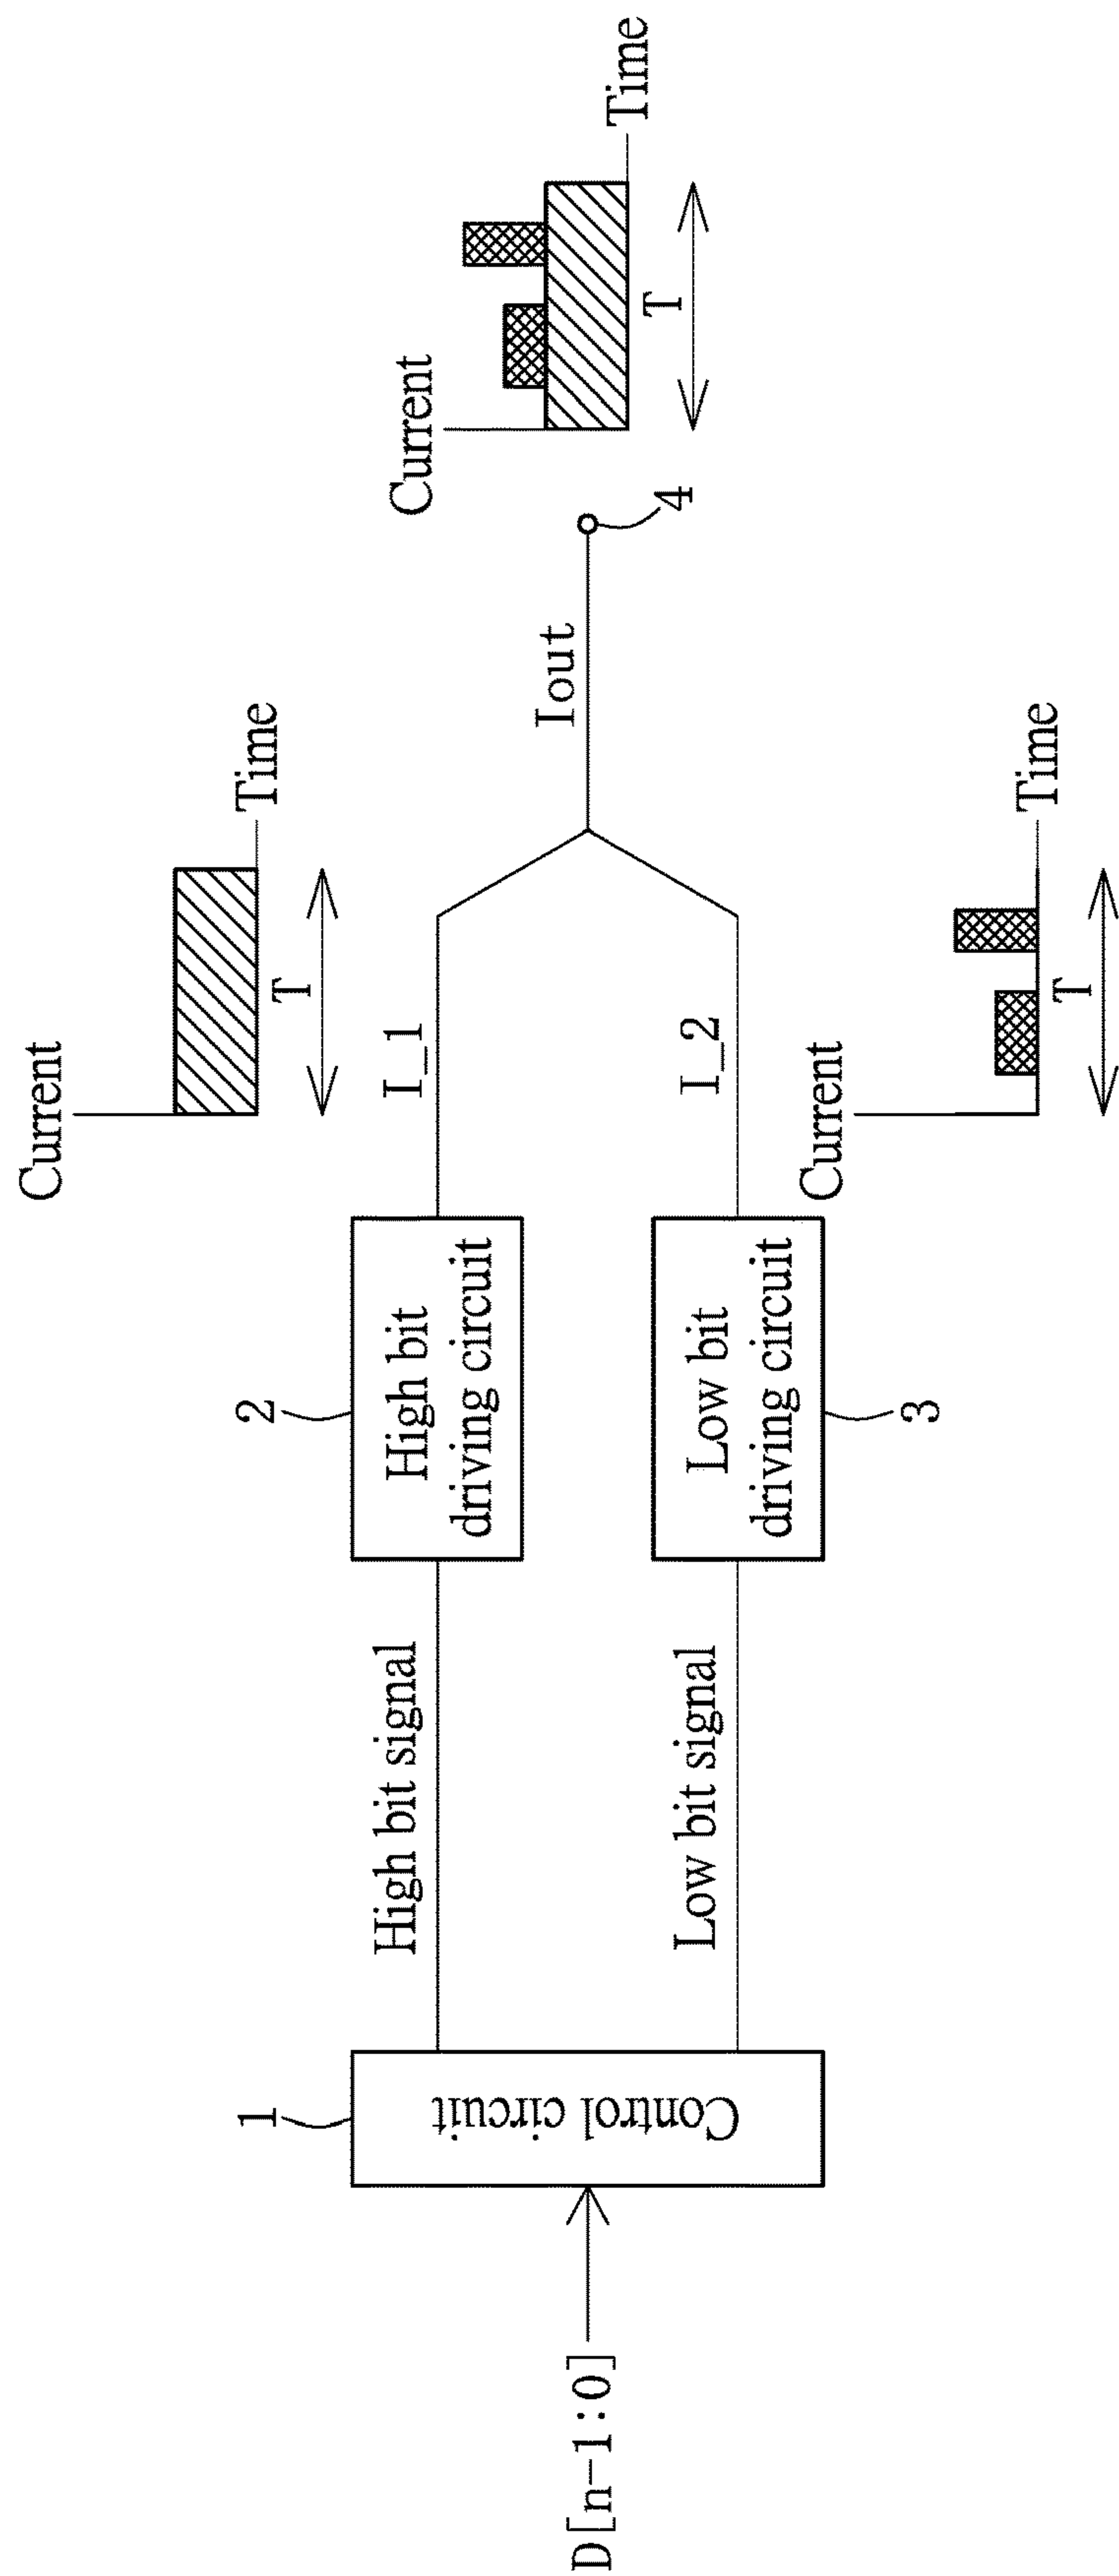 D[n-1:0]
1
Control circuit
High bit signal
Low bit signal
2
High bit
driving circuit
Low bit
driving circuit
3
I_1
I_2
Current
T
Time
Current
T
Time
Iout
4
Current
T
Time